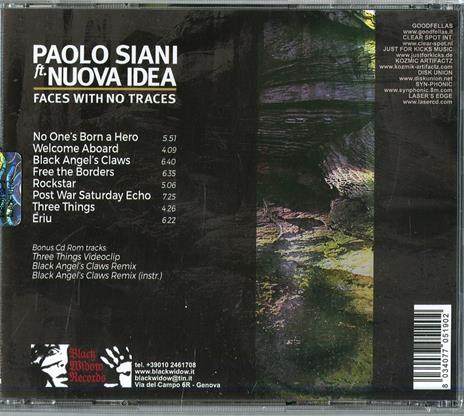 PAOLO SIANI
ft. NUOVA IDEA
FACES WITH NO TRACES
No One's Born a Hero 5:51
Welcome Aboard 4:09
Black Angel's Claws 6:40
Free the Borders 6:35
Rockstar 5:06
Post War Saturday Echo 7:25
Three Things 4:26
Ériu 6:22
Bonus Cd Rom tracks:
Three Things Videoclip
Black Angel's Claws Remix
Black Angel's Claws Remix (instr.)
GOODFELLAS
www.goodfellas.it
CLEAR SPOT INT.
www.clear-spot.nl
JUST FOR KICKS MUSIC
www.justforkicks.de
KOZMIC ARTIFACTZ
www.kozmik-artifactz.com
DISK UNION
www.diskunion.net
SYN-PHONIC
www.synphonic.8m.com
LASER'S EDGE
www.lasercd.com
Black
Widow
Records
tel. +39010 2461708
www.blackwidow.it
blackwidow@tin.it
Via del Campo 6R - Genova
8 034077 051902